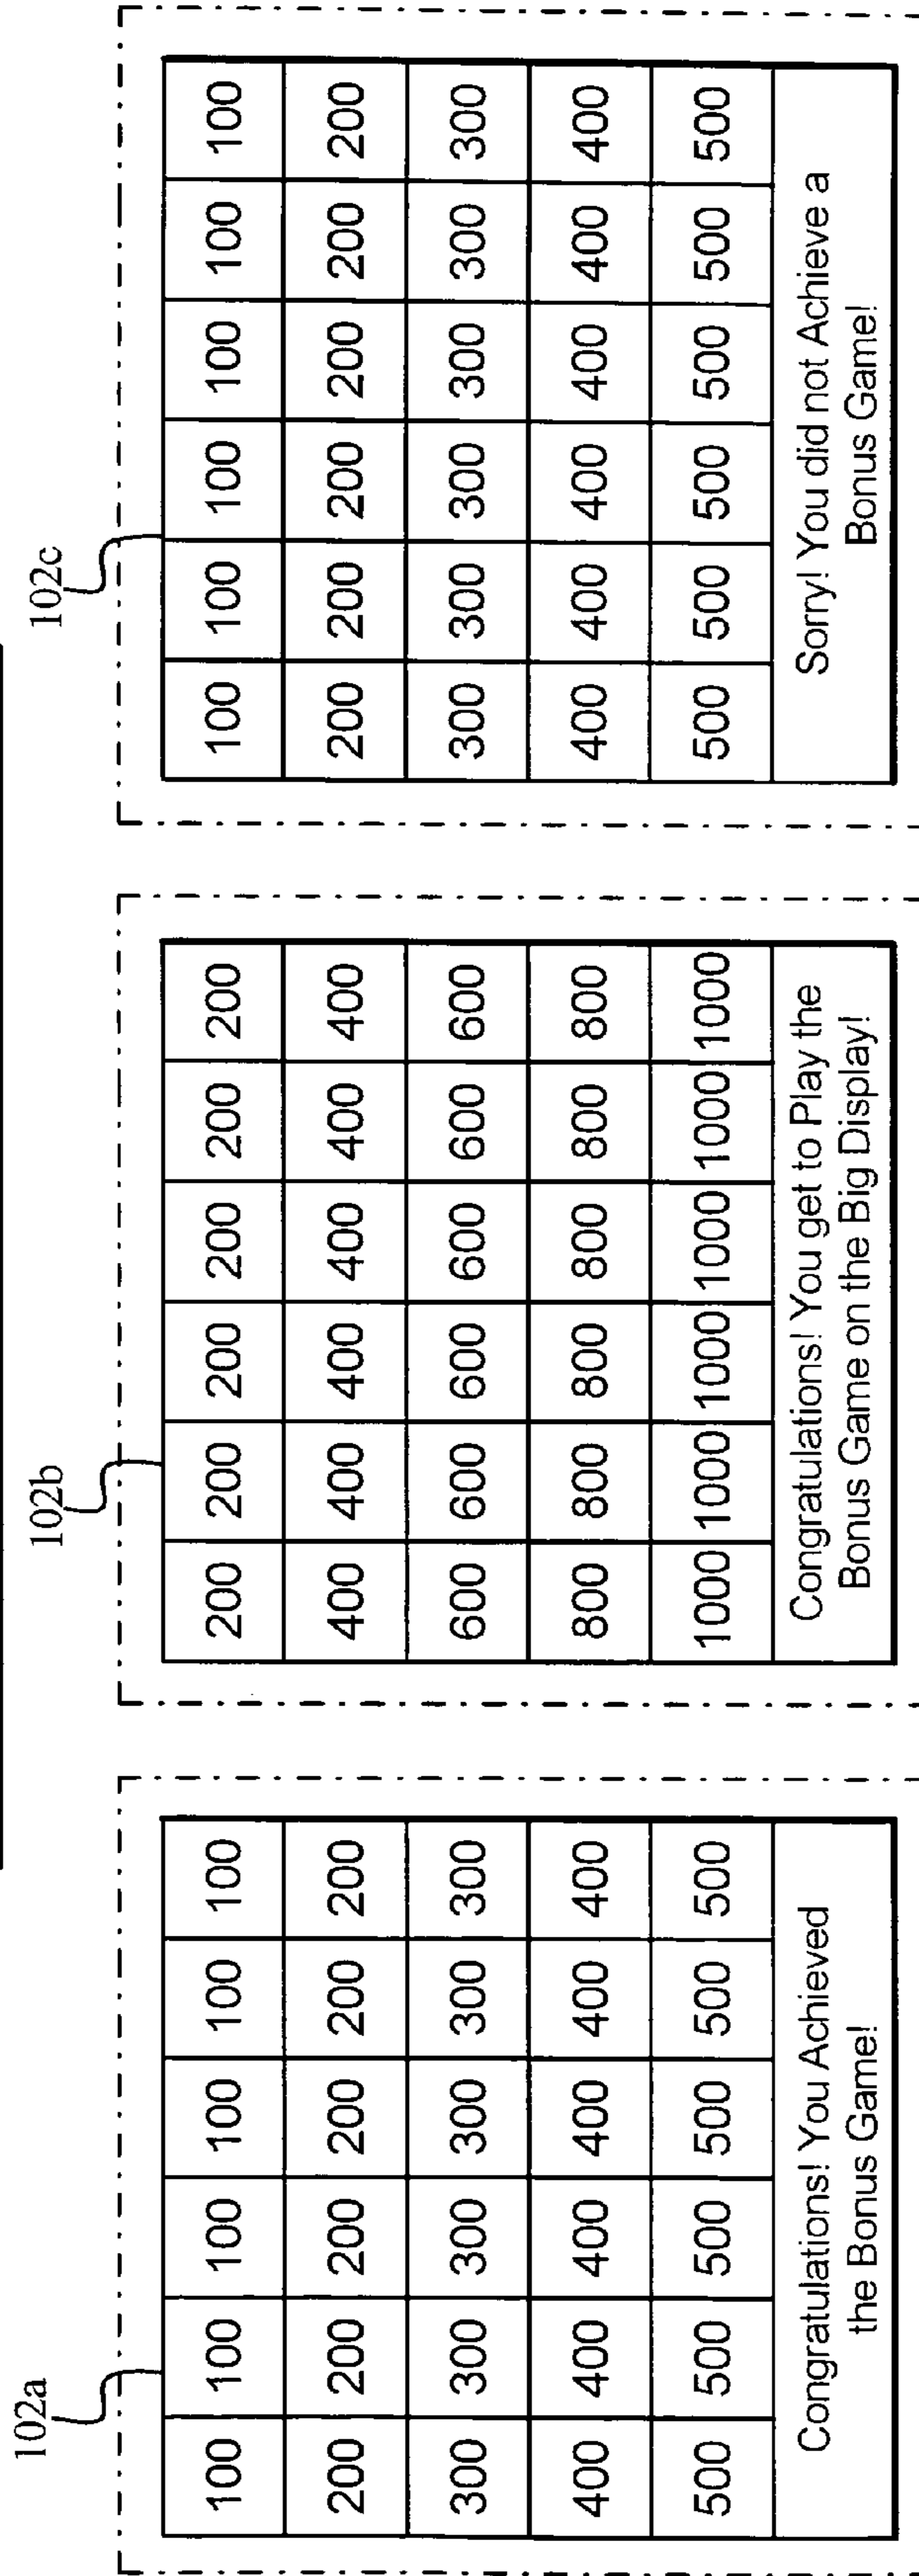 102a
100 100 100 100 100 100
200 200 200 200 200 200
300 300 300 300 300 300
400 400 400 400 400 400
500 500 500 500 500 500
Congratulations! You Achieved
the Bonus Game!
102b
200 200 200 200 200 200
400 400 400 400 400 400
600 600 600 600 600 600
800 800 800 800 800 800
1000 1000 1000 1000 1000 1000
Congratulations! You get to Play the
Bonus Game on the Big Display!
102c
100 100 100 100 100 100
200 200 200 200 200 200
300 300 300 300 300 300
400 400 400 400 400 400
500 500 500 500 500 500
Sorry! You did not Achieve a
Bonus Game!